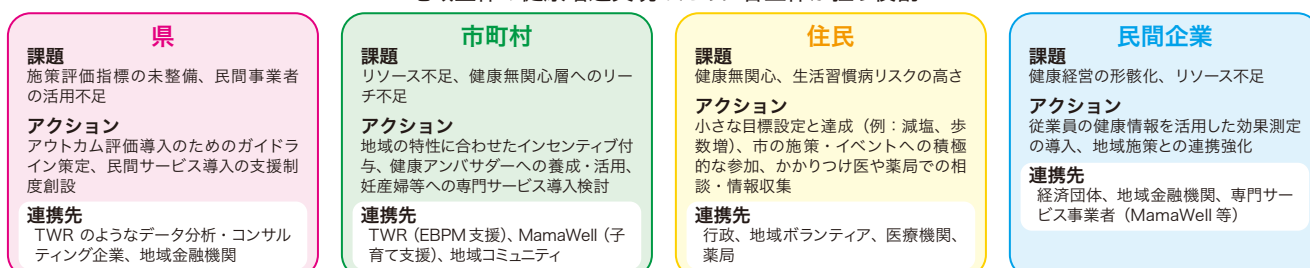 県
課題
施策評価指標の未整備、民間事業者
の活用不足
アクション
アウトカム評価導入のためのガイドラ
イン策定、民間サービス導入の支援制
度創設
連携先
TWR のようなデータ分析・コンサル
ティング企業、地域金融機関
市町村
課題
リソース不足、健康無関心層へのリー
チ不足
アクション
地域の特性に合わせたインセンティブ付
与、健康アンバサダーへの養成・活用、
妊産婦等への専門サービス導入検討
連携先
TWR（EBPM 支援）、MamaWell（子
育て支援）、地域コミュニティ
住民
課題
健康無関心、生活習慣病リスクの高さ
アクション
小さな目標設定と達成（例：減塩、歩
数増）、市の施策・イベントへの積極
的な参加、かかりつけ医や薬局での相
談・情報収集
連携先
行政、地域ボランティア、医療機関、
薬局
民間企業
課題
健康経営の形骸化、リソース不足
アクション
従業員の健康情報を活用した効果測定
の導入、地域施策との連携強化
連携先
経済団体、地域金融機関、専門サー
ビス事業者（MamaWell 等）